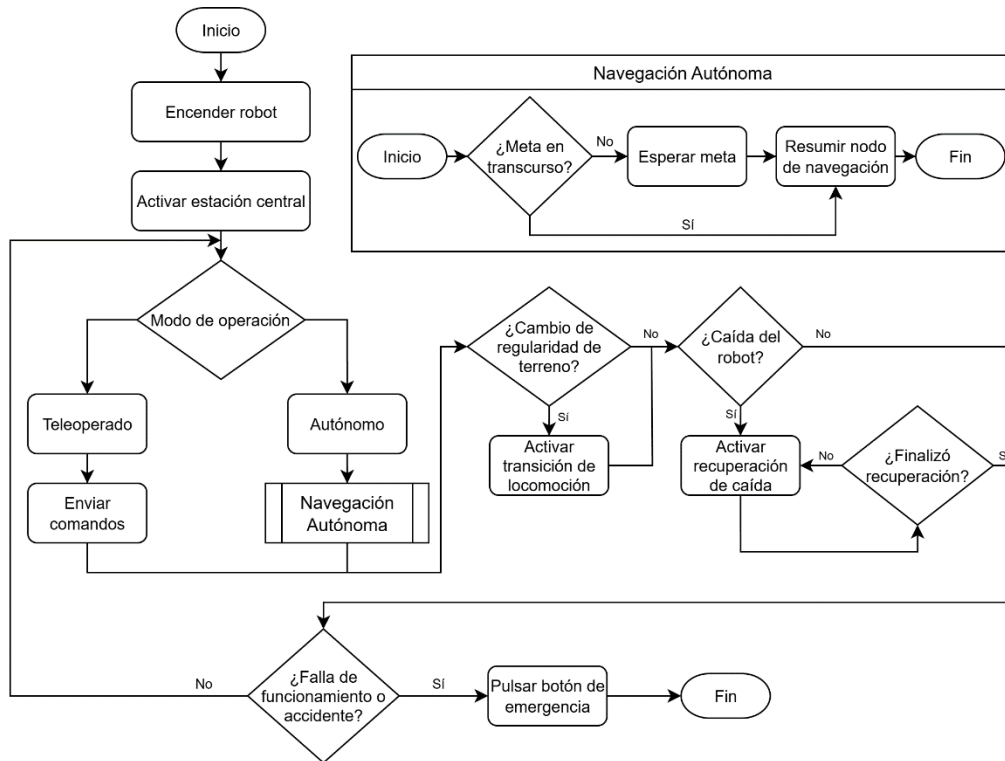 Inicio
Encender robot
Activar estación central
Modo de operación
Teleoperado
Autónomo
Enviar
comandos
Navegación
Autónoma
Navegación Autónoma
Inicio
¿Meta en
transcurso?
No
Esperar meta
Resumir nodo
de navegación
Fin
Sí
¿Cambio de
regularidad de
terreno?
No
Sí
Activar
transición de
locomoción
¿Caída del
robot?
No
Sí
Activar
recuperación
de caída
No
¿Finalizó
recuperación?
S
¿Falla de
funcionamiento o
accidente?
No
Sí
Pulsar botón de
emergencia
Fin